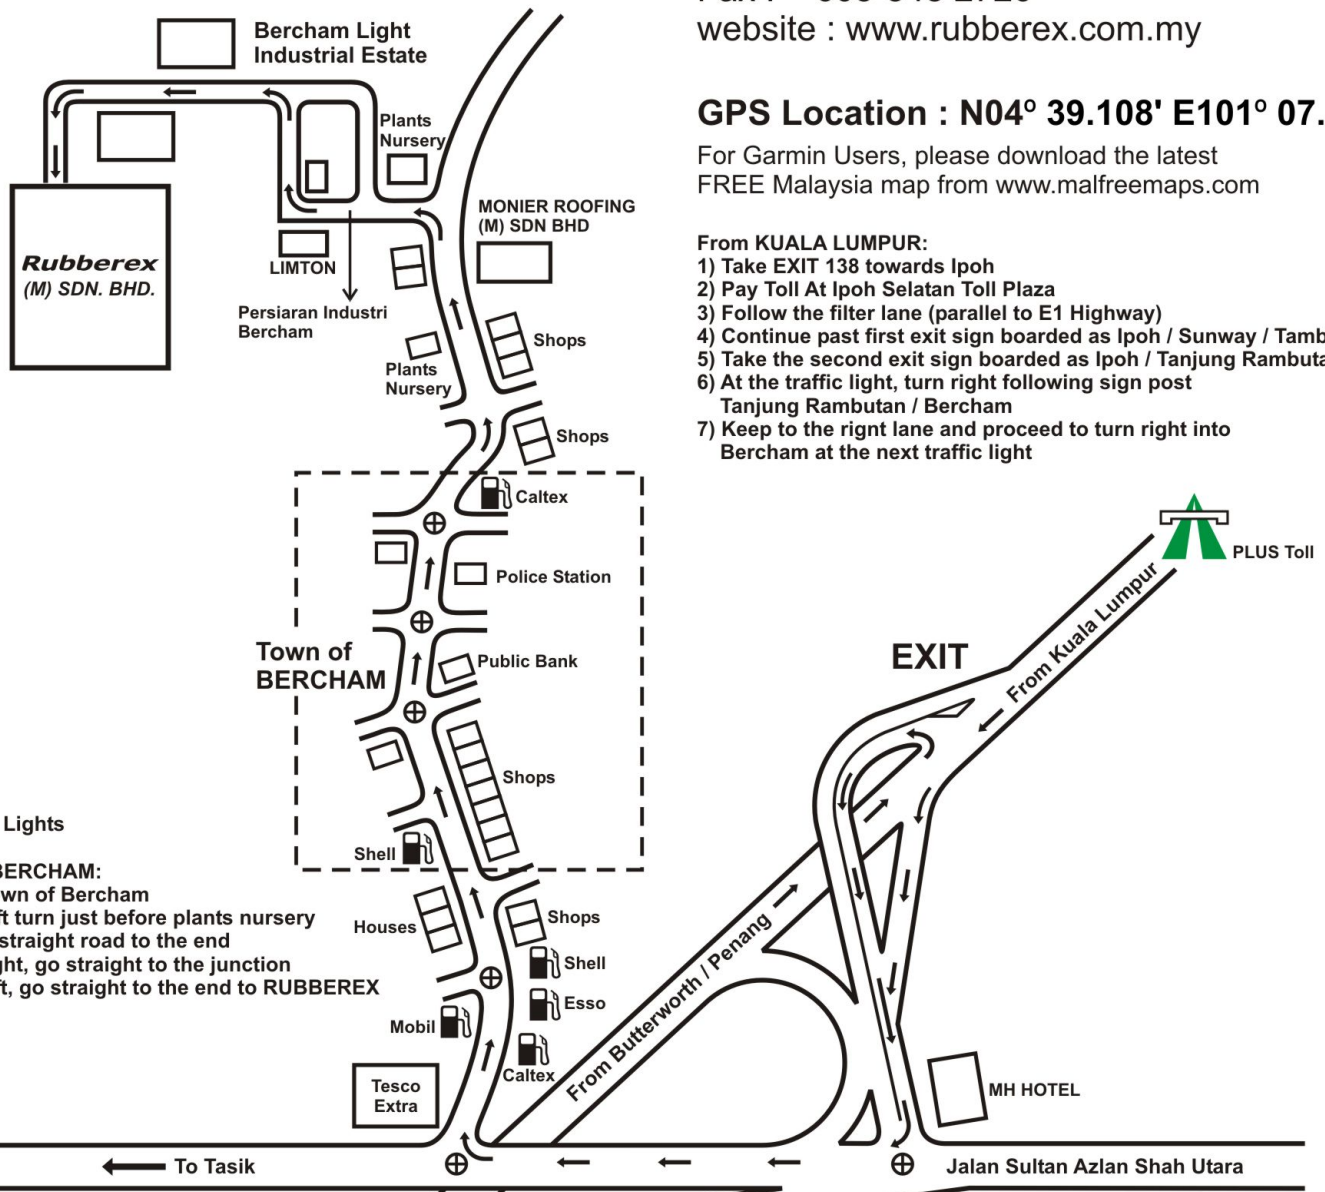 website : www.rubberex.com.my
GPS Location : N04º 39.108' E101º 07.
For Garmin Users, please download the latest
FREE Malaysia map from www.malfreemaps.com
From KUALA LUMPUR:
1) Take EXIT 138 towards Ipoh
2) Pay Toll At Ipoh Selatan Toll Plaza
3) Follow the filter lane (parallel to E1 Highway)
4) Continue past first exit sign boarded as Ipoh / Sunway / Tamb
5) Take the second exit sign boarded as Ipoh / Tanjung Rambuta
6) At the traffic light, turn right following sign post
Tanjung Rambutan / Bercham
7) Keep to the rignt lane and proceed to turn right into
Bercham at the next traffic light
Bercham Light
Industrial Estate
Plants
Nursery
MONIER ROOFING
(M) SDN BHD
Rubberex
(M) SDN. BHD.
LIMTON
Persiaran Industri
Bercham
Shops
Plants
Nursery
Shops
Caltex
Police Station
Town of
BERCHAM
Public Bank
Shops
Shell
Lights
BERCHAM:
wn of Bercham
ft turn just before plants nursery
straight road to the end
ght, go straight to the junction
ft, go straight to the end to RUBBEREX
Houses
Shops
Shell
Esso
Mobil
Caltex
Tesco
Extra
To Tasik
PLUS Toll
EXIT
From Kuala Lumpur
From Butterworth / Penang
MH HOTEL
Jalan Sultan Azlan Shah Utara